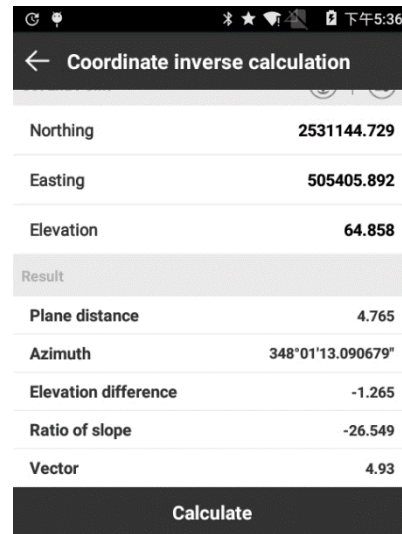 下午5:36
Coordinate inverse calculation
Northing 2531144.729
Easting 505405.892
Elevation 64.858
Result
Plane distance 4.765
Azimuth 348°01'13.090679"
Elevation difference -1.265
Ratio of slope -26.549
Vector 4.93
Calculate